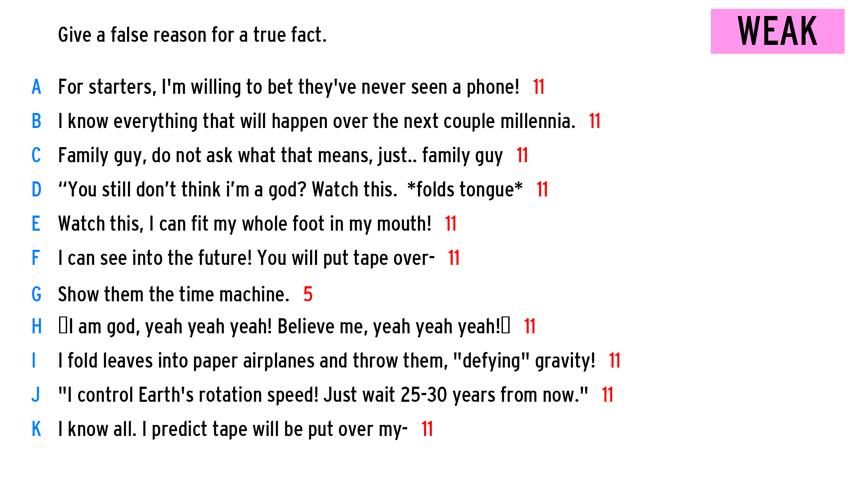 Give a false reason for a true fact.
WEAK
A For starters, I'm willing to bet they've never seen a phone! 11
B I know everything that will happen over the next couple millennia. 11
C Family guy, do not ask what that means, just.. family guy 11
D “You still don’t think i’m a god? Watch this. *folds tongue* 11
E Watch this, I can fit my whole foot in my mouth! 11
F I can see into the future! You will put tape over- 11
G Show them the time machine. 5
H ▯I am god, yeah yeah yeah! Believe me, yeah yeah yeah!▯ 11
I I fold leaves into paper airplanes and throw them, "defying" gravity! 11
J "I control Earth's rotation speed! Just wait 25-30 years from now." 11
K I know all. I predict tape will be put over my- 11